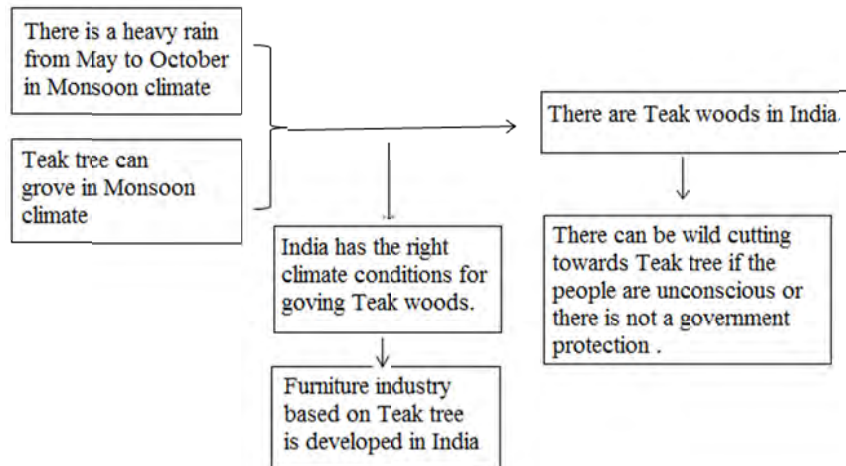 There is a heavy rain
from May to October
in Monsoon climate
Teak tree can
grove in Monsoon
climate
There are Teak woods in India.
India has the right
climate conditions for
goving Teak woods.
There can be wild cutting
towards Teak tree if the
people are unconscious or
there is not a government
protection .
Furniture industry
based on Teak tree
is developed in India